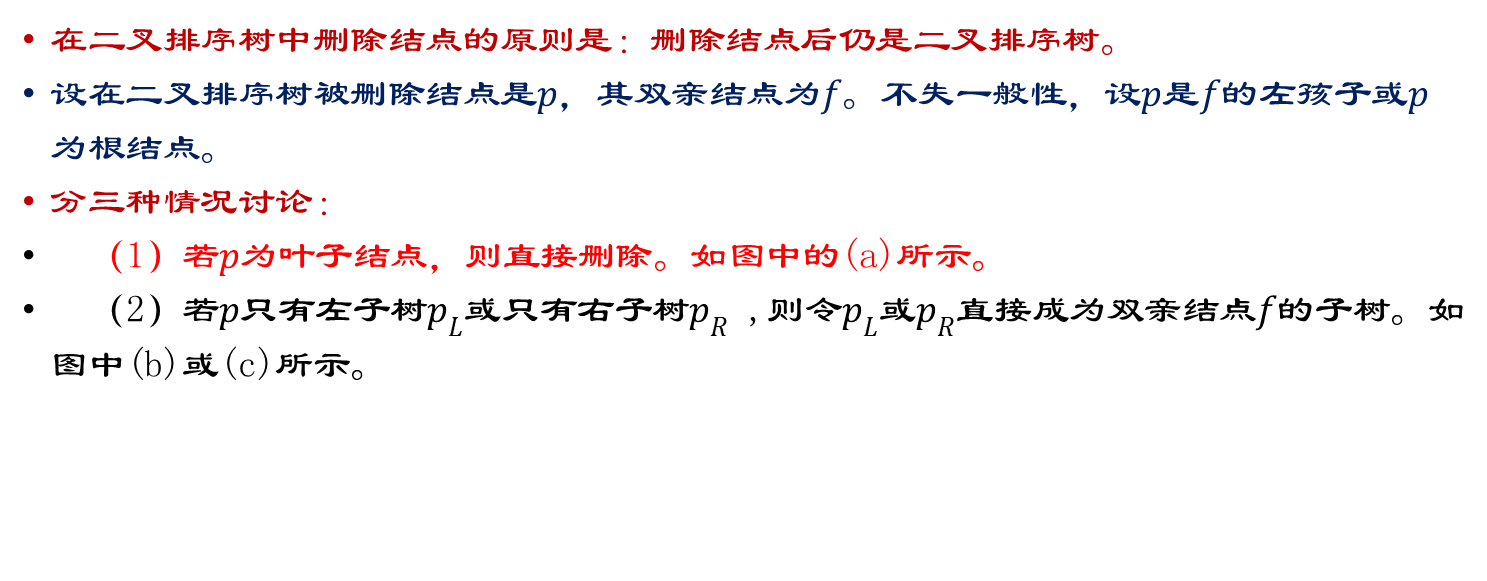 • 在二叉排序树中删除结点的原则是：删除结点后仍是二叉排序树。
• 设在二叉排序树被删除结点是p，其双亲结点为f。不失一般性，设p是f的左孩子或p
为根结点。
• 分三种情况讨论：
• （1）若p为叶子结点，则直接删除。如图中的(a)所示。
• （2）若p只有左子树p_L或只有右子树p_R ,则令p_L或p_R直接成为双亲结点f的子树。如
图中(b)或(c)所示。